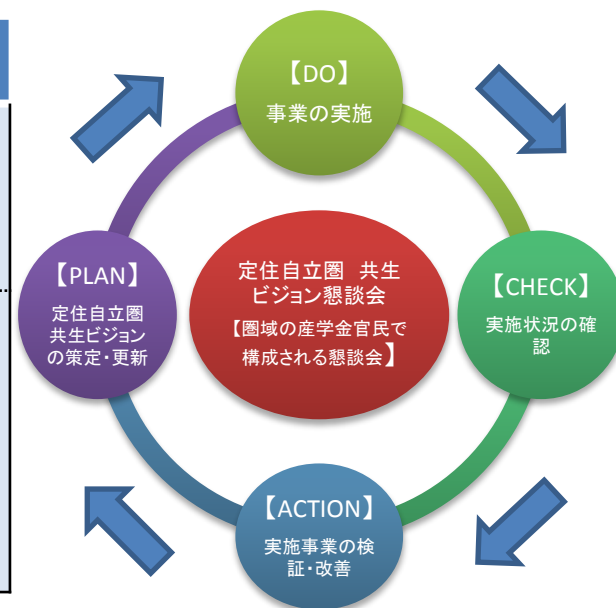 【DO】
事業の実施
【PLAN】
定住自立圏
共生ビジョン
の策定・更新
定住自立圏 共生
ビジョン懇談会
【圏域の産学金官民で
構成される懇談会】
【CHECK】
実施状況の確
認
【ACTION】
実施事業の検
証・改善